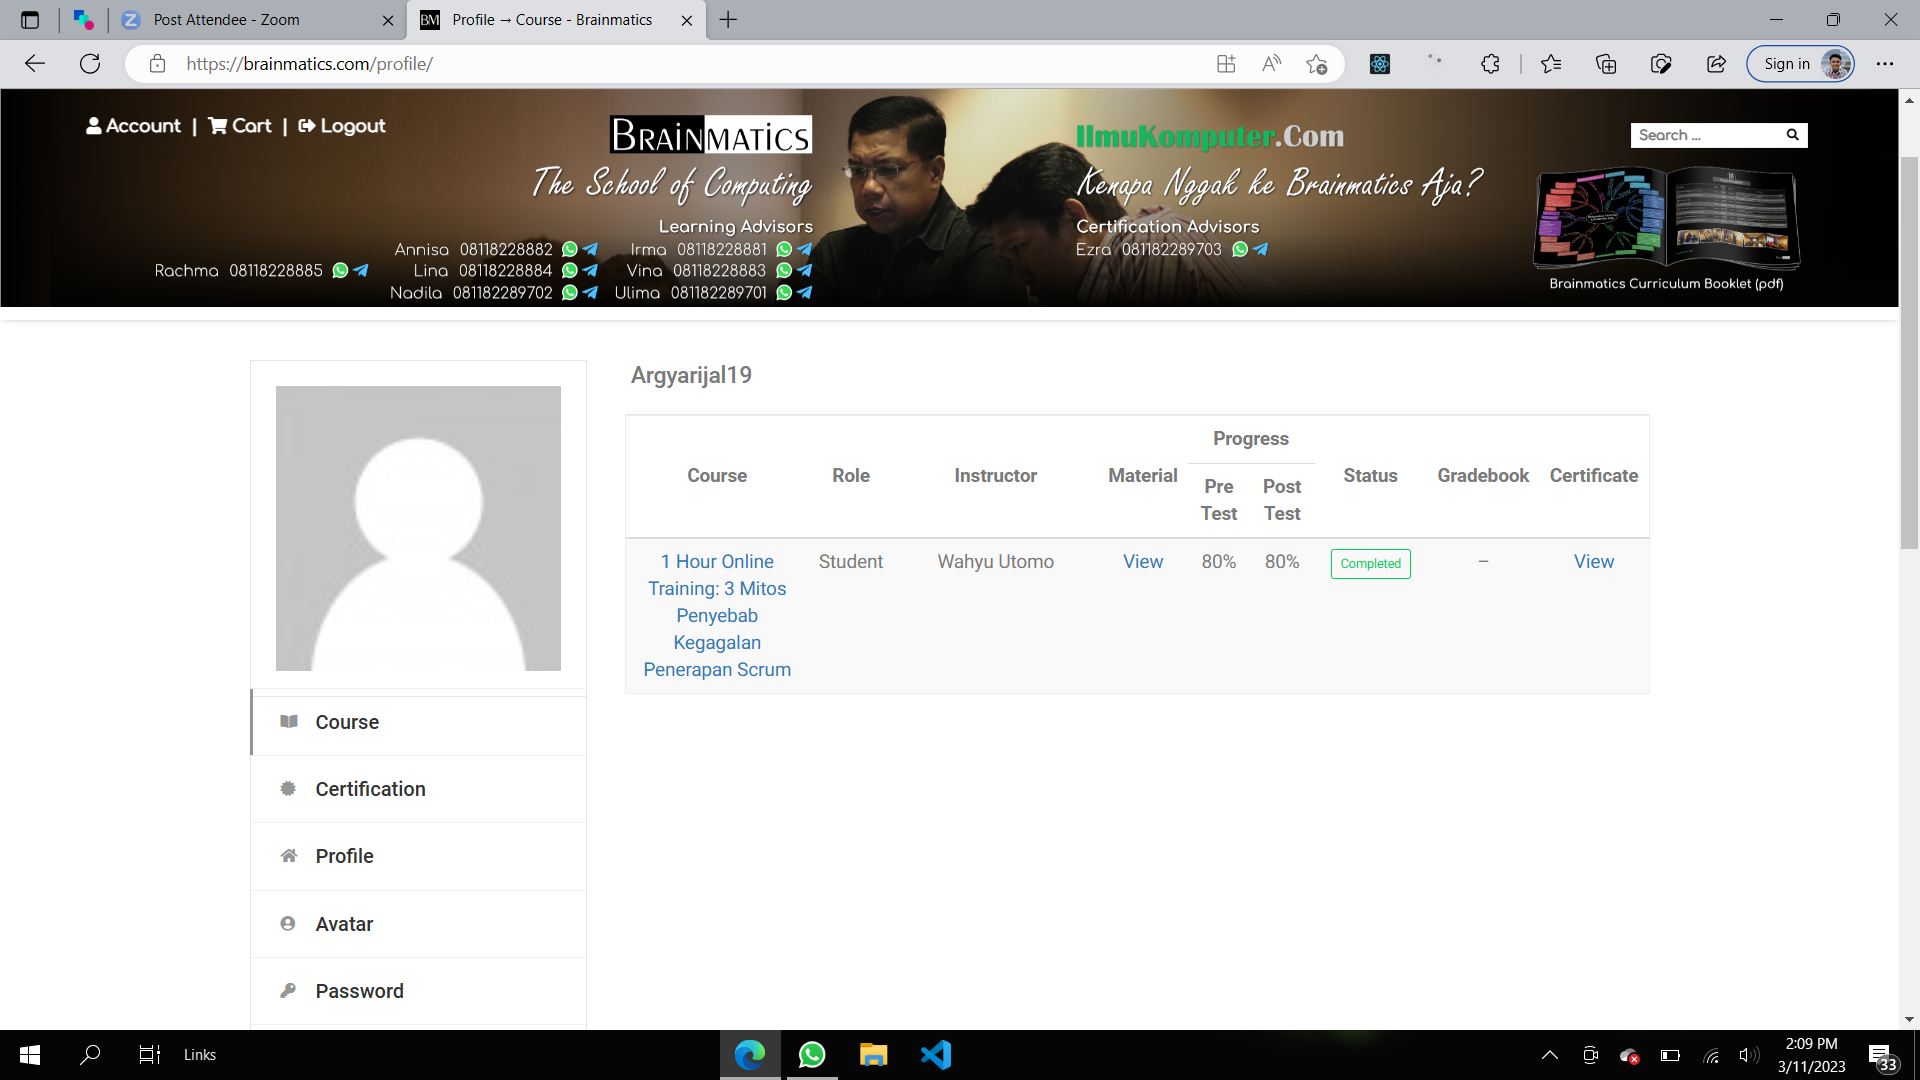 Post Attendee - Zoom
Profile → Course - Brainmatics
https://brainmatics.com/profile/
Sign in
Account | Cart | Logout
BRAINMATICS
The School of Computing
Learning Advisors
Annisa 08118228882 Irma 08118228881
Rachma 08118228885 Lina 08118228884 Vina 08118228883
Nadila 081182289702 Ulima 081182289701
IlmuKomputer.Com
Kenapa Nggak ke Brainmatics Aja?
Certification Advisors
Ezra 081182289703
Search ...
Brainmatics Curriculum Booklet (pdf)
Argyarijal19
Course Role Instructor Material Progress Status Gradebook Certificate
Pre Test Post Test
1 Hour Online Student Wahyu Utomo View 80% 80% Completed – View
Training: 3 Mitos
Penyebab
Kegagalan
Penerapan Scrum
Course
Certification
Profile
Avatar
Password
Links
2:09 PM
3/11/2023
33